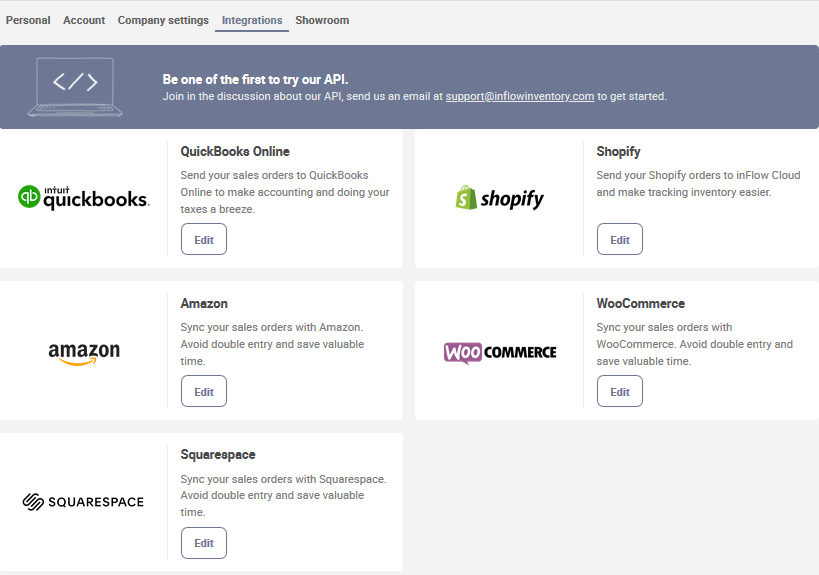 Personal Account Company settings Integrations Showroom
</>
Be one of the first to try our API.
Join in the discussion about our API, send us an email at support@inflowinventory.com to get started.
intuit
qb quickbooks.
QuickBooks Online
Send your sales orders to QuickBooks
Online to make accounting and doing your
taxes a breeze.
Edit
shopify
Shopify
Send your Shopify orders to inFlow Cloud
and make tracking inventory easier.
Edit
amazon
Amazon
Sync your sales orders with Amazon.
Avoid double entry and save valuable
time.
Edit
WOO COMMERCE
WooCommerce
Sync your sales orders with
WooCommerce. Avoid double entry and
save valuable time.
Edit
SQUARESPACE
Squarespace
Sync your sales orders with Squarespace.
Avoid double entry and save valuable
time.
Edit